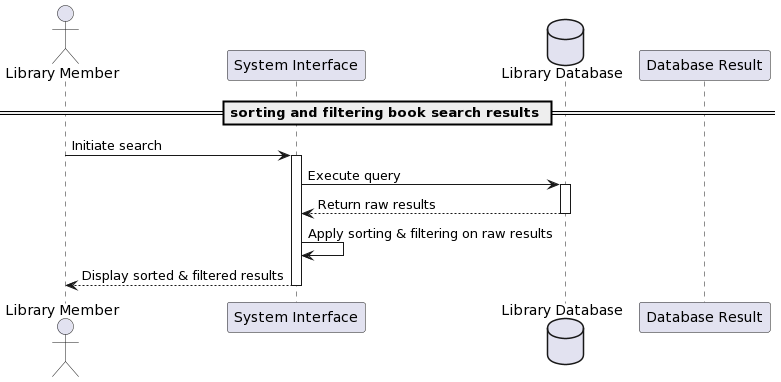 Library Member
System Interface
Library Database
Database Result
sorting and filtering book search results
Initiate search
Execute query
Return raw results
Apply sorting & filtering on raw results
Display sorted & filtered results
Library Member
System Interface
Library Database
Database Result